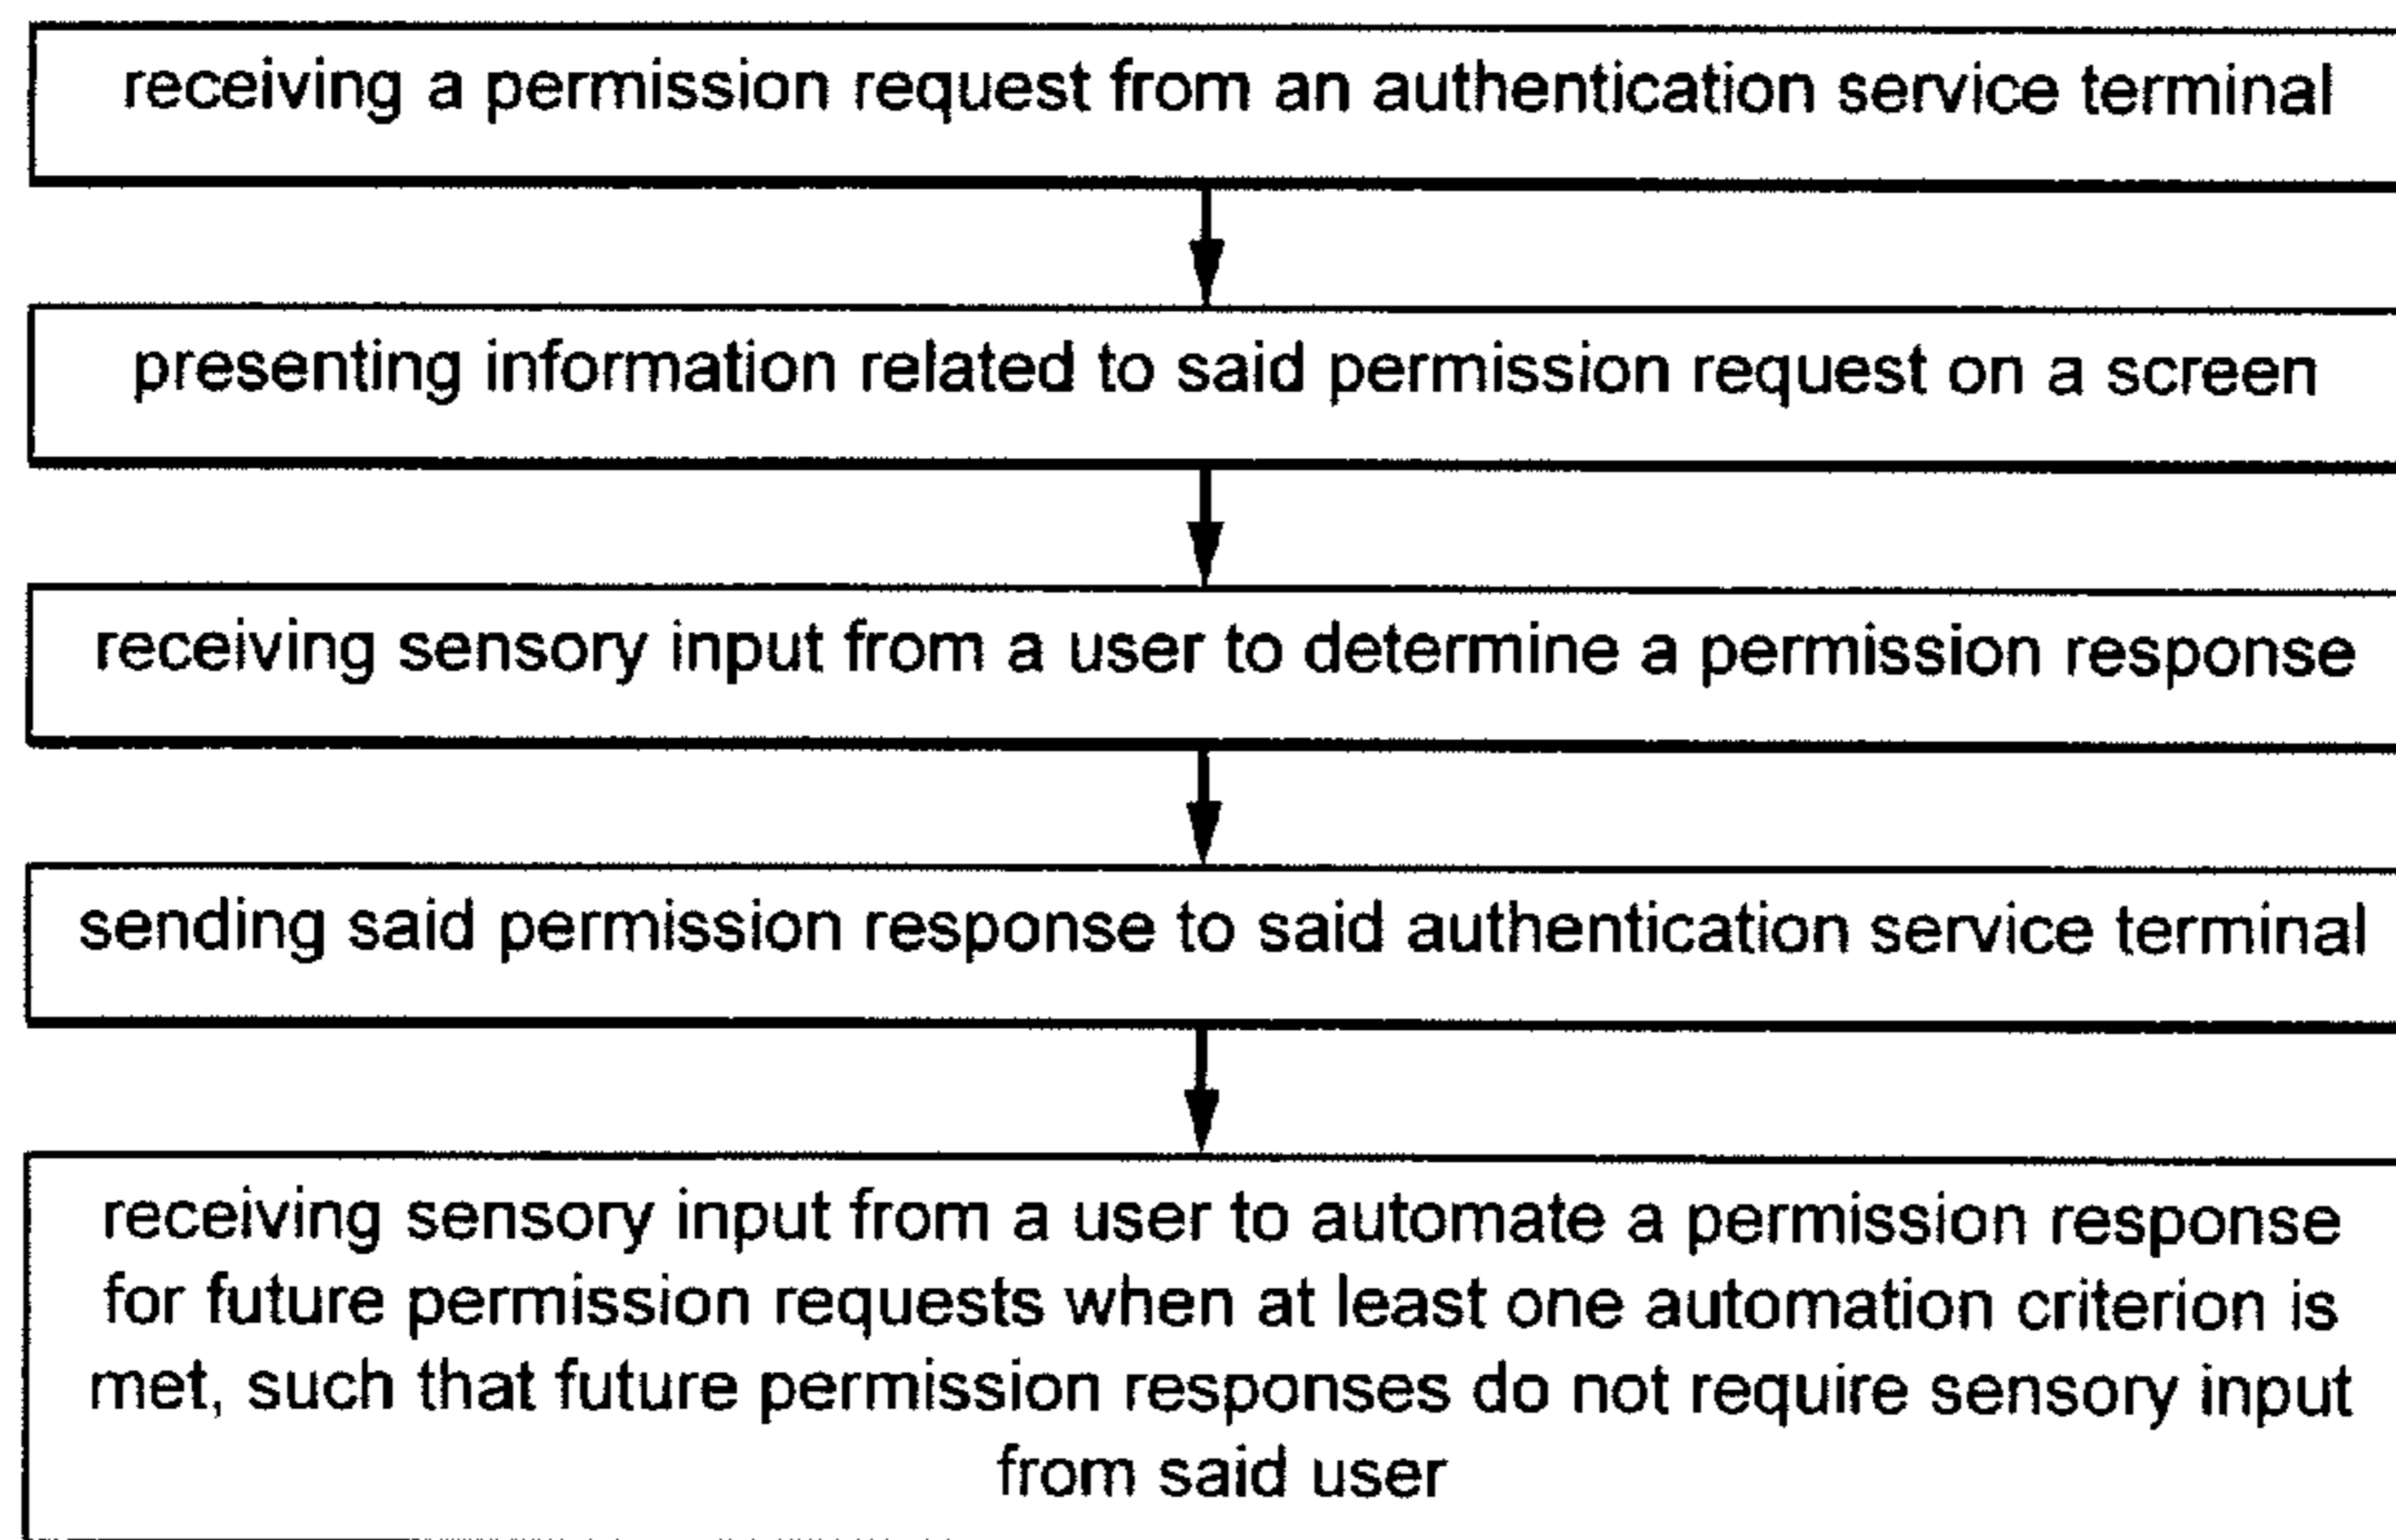 receiving a permission request from an authentication service terminal
presenting information related to said permission request on a screen
receiving sensory input from a user to determine a permission response
sending said permission response to said authentication service terminal
receiving sensory input from a user to automate a permission response
for future permission requests when at least one automation criterion is
met, such that future permission responses do not require sensory input
from said user